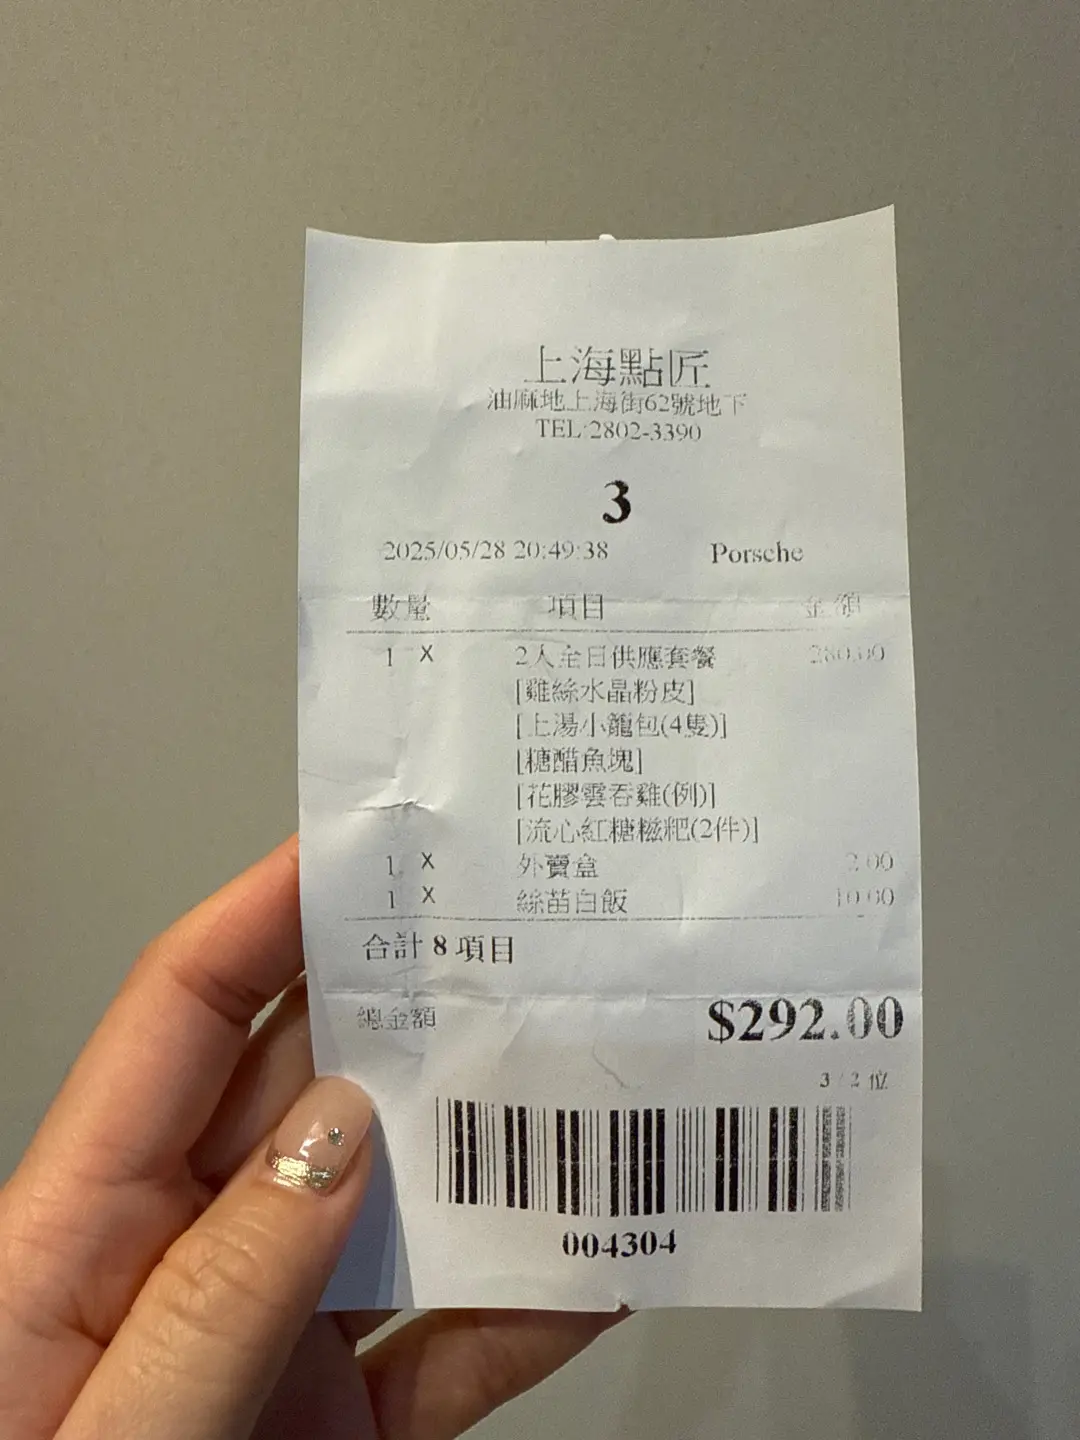 上海點匠
油麻地上海街62號地下
TEL:2802-3390
3
2025/05/28 20:49:38 Porsche
數量 項目 金額
1 X 2人全日供應套餐 280.00
[雞絲水晶粉皮]
[上湯小籠包(4隻)]
[糖醋魚塊]
[花膠雲吞雞(例)]
[流心紅糖糍粑(2件)]
1 X 外賣盒 2.00
1 X 絲苗白飯 10.00
合計 8 項目
總金額 $292.00
3 / 2 位
004304